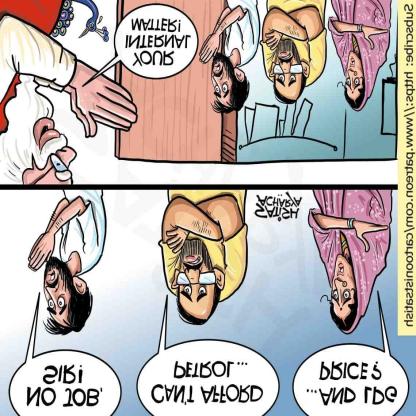 NO JOB,
SIR!
CAN'T AFFORD
PETROL...
...AND LPG
PRICE?
SATISH
ACHARYA
YOUR
INTERNAL
MATTER!
Subscribe: https://www.patreon.com/cartoonistsatish